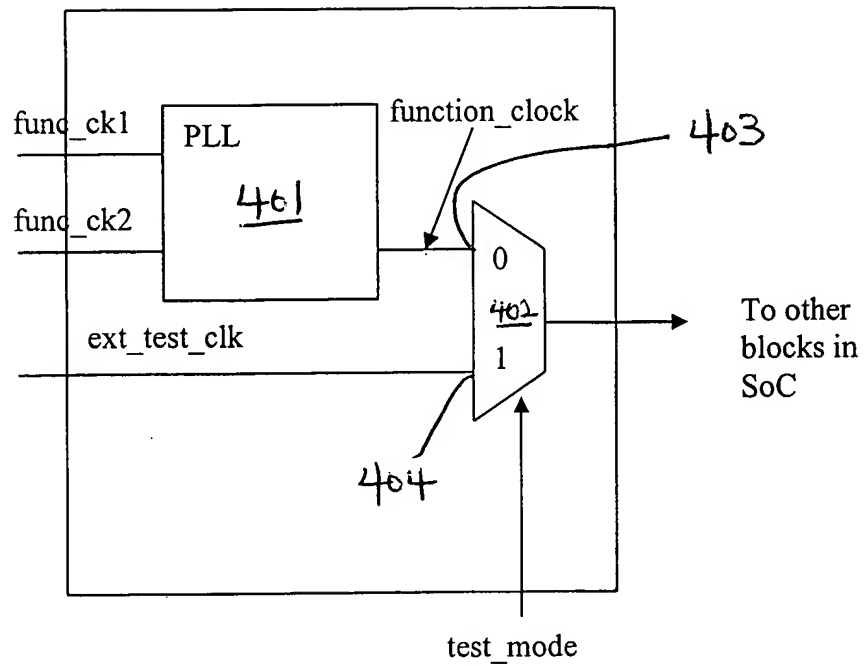 func_ck1
PLL
function_clock
403
401
func_ck2
0
402
ext_test_clk
1
To other
blocks in
SoC
404
test_mode